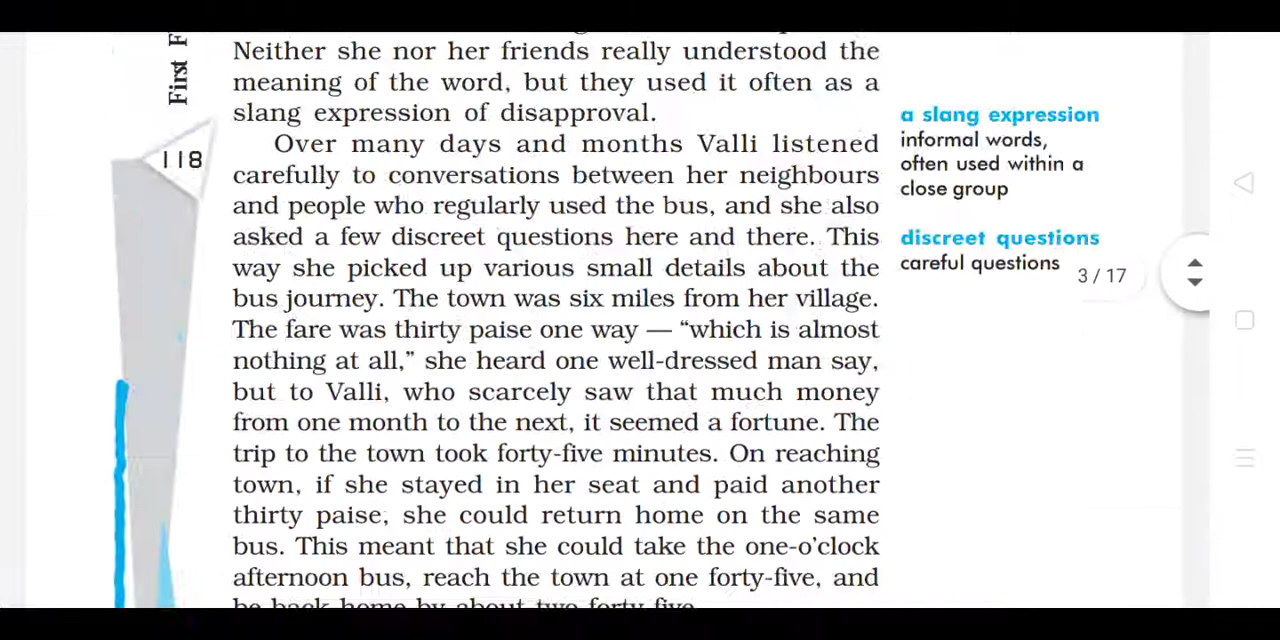 First F
Neither she nor her friends really understood the
meaning of the word, but they used it often as a
slang expression of disapproval.
118
Over many days and months Valli listened
carefully to conversations between her neighbours
and people who regularly used the bus, and she also
asked a few discreet questions here and there. This
way she picked up various small details about the
bus journey. The town was six miles from her village.
The fare was thirty paise one way — “which is almost
nothing at all,” she heard one well-dressed man say,
but to Valli, who scarcely saw that much money
from one month to the next, it seemed a fortune. The
trip to the town took forty-five minutes. On reaching
town, if she stayed in her seat and paid another
thirty paise, she could return home on the same
bus. This meant that she could take the one-o’clock
afternoon bus, reach the town at one forty-five, and
be back home by about two forty-five.
a slang expression
informal words,
often used within a
close group
discreet questions
careful questions
3 / 17